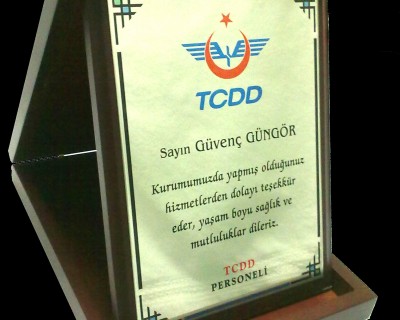 TCDD
Sayın Güvenç GÜNGÖR
Kurumumuzda yapmış olduğunuz
hizmetlerden dolayı teşekkür
eder, yaşam boyu sağlık ve
mutluluklar dileriz.
TCDD
PERSONELİ